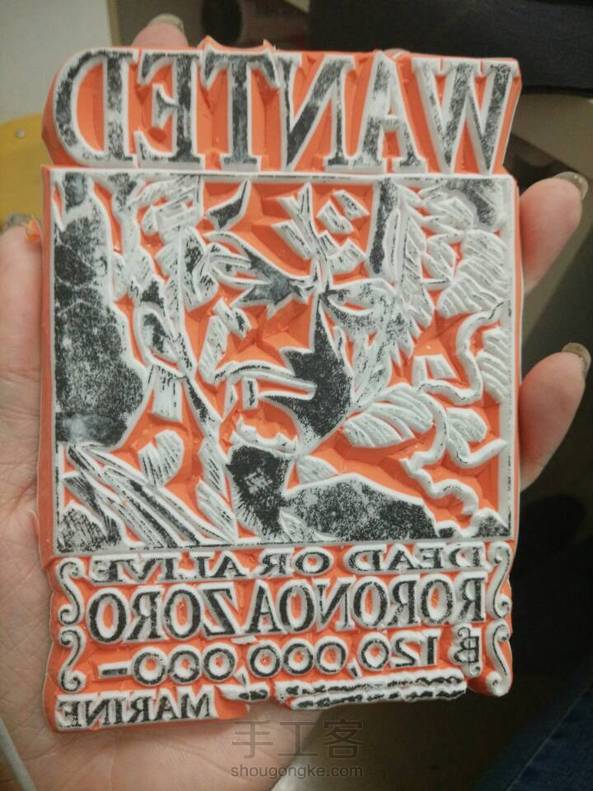 WANTED
DEAD OR ALIVE
RORONOA ZORO
฿120,000,000-
MARINE
手工客
shougongke.com